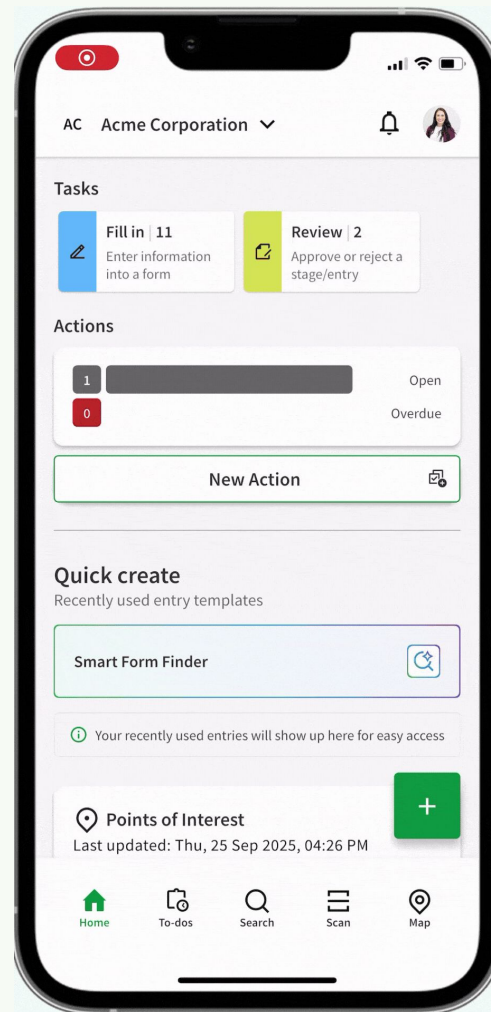 AC Acme Corporation
Tasks
Fill in | 11
Enter information
into a form
Review | 2
Approve or reject a
stage/entry
Actions
1
Open
0
Overdue
New Action
Quick create
Recently used entry templates
Smart Form Finder
Your recently used entries will show up here for easy access
Points of Interest
Last updated: Thu, 25 Sep 2025, 04:26 PM
+
Home
To-dos
Search
Scan
Map